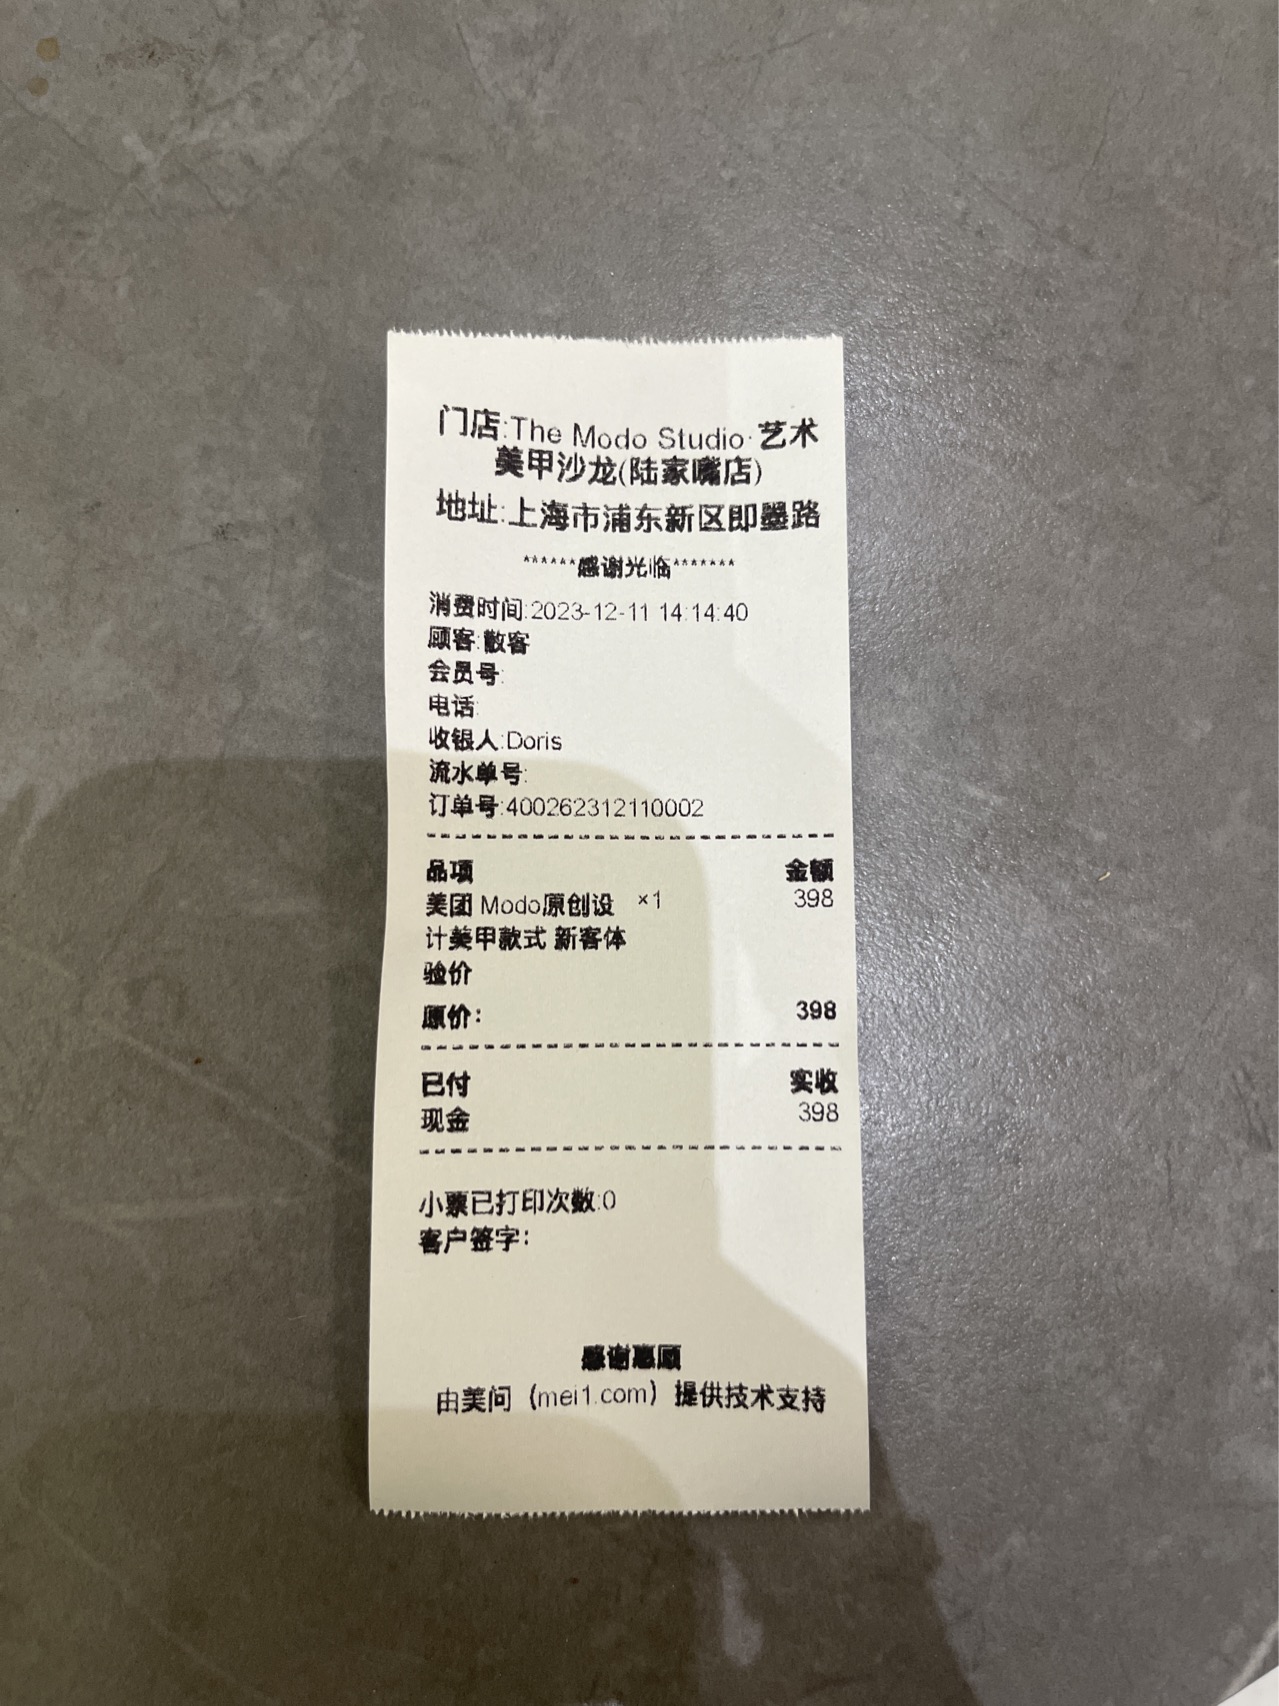 门店:The Modo Studio·艺术
美甲沙龙(陆家嘴店)
地址:上海市浦东新区即墨路
******感谢光临*******
消费时间:2023-12-11 14:14:40
顾客:散客
会员号:
电话:
收银人:Doris
流水单号:
订单号:400262312110002
品项 金额
美团 Modo原创设 ×1 398
计美甲款式 新客体
验价
原价: 398
已付 实收
现金 398
小票已打印次数:0
客户签字:
感谢惠顾
由美问（mei1.com）提供技术支持